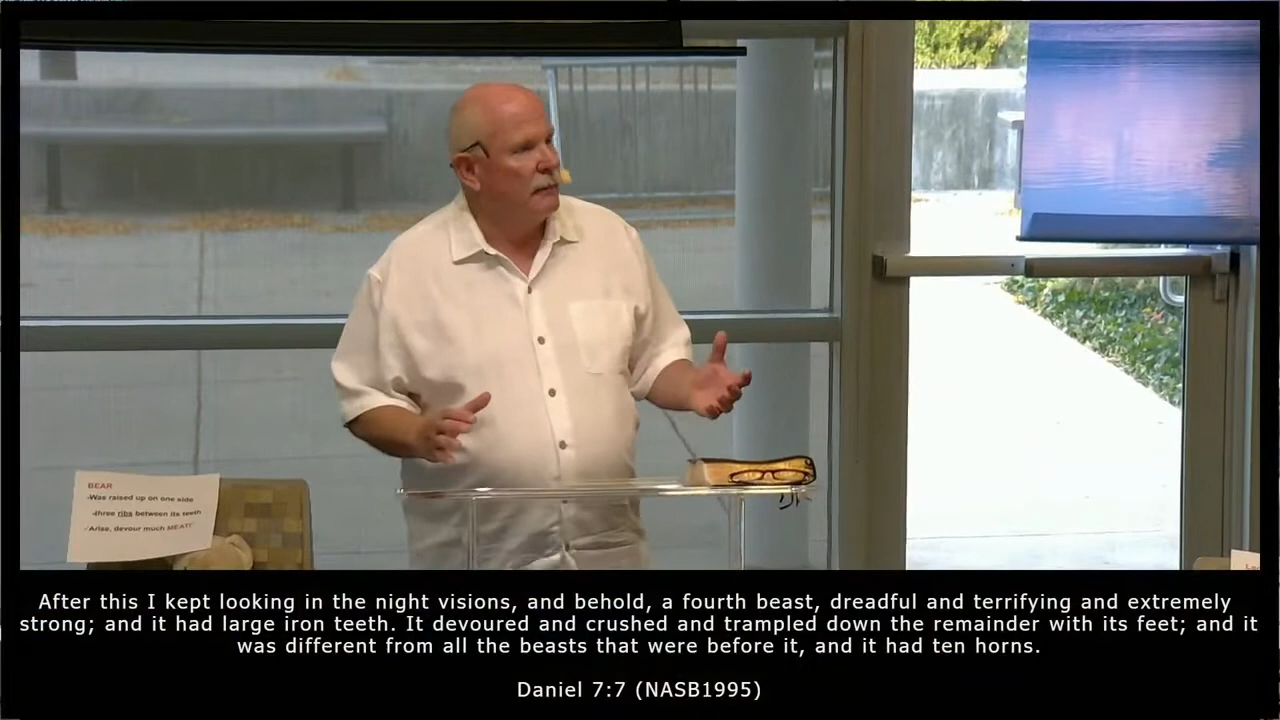 BEAR
-Was raised up on one side
-three ribs between its teeth
-Arise, devour much MEAT!
After this I kept looking in the night visions, and behold, a fourth beast, dreadful and terrifying and extremely
strong; and it had large iron teeth. It devoured and crushed and trampled down the remainder with its feet; and it
was different from all the beasts that were before it, and it had ten horns.
Daniel 7:7 (NASB1995)